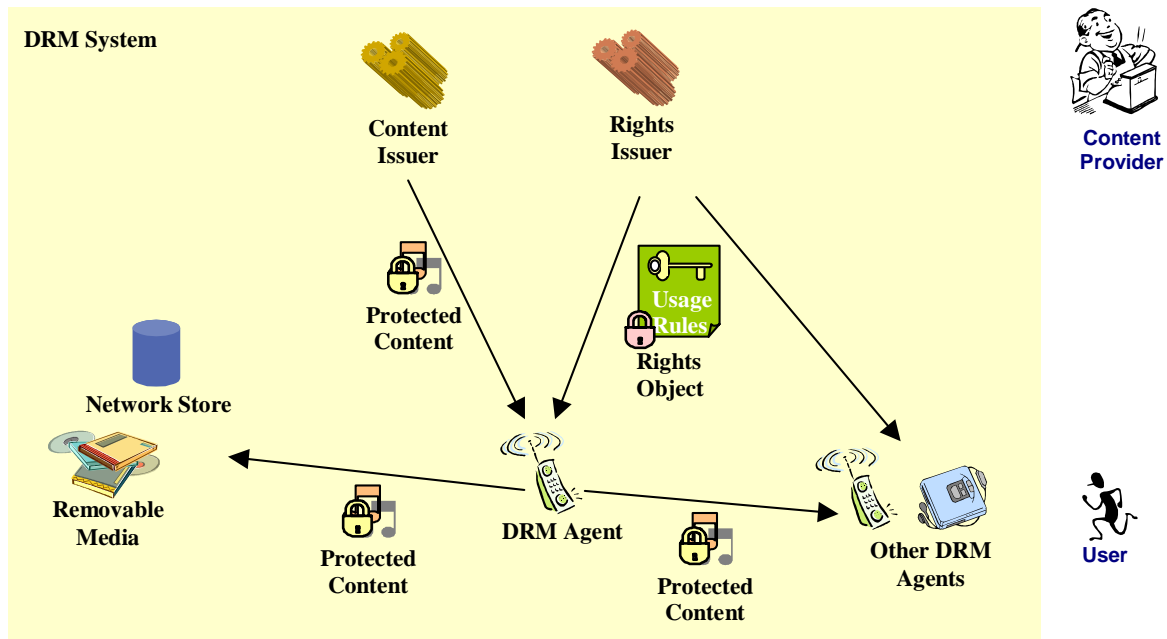 DRM System
Content
Issuer
Rights
Issuer
Content
Provider
Protected
Content
Usage
Rules
Rights
Object
Network Store
Removable
Media
Protected
Content
DRM Agent
Protected
Content
Other DRM
Agents
User